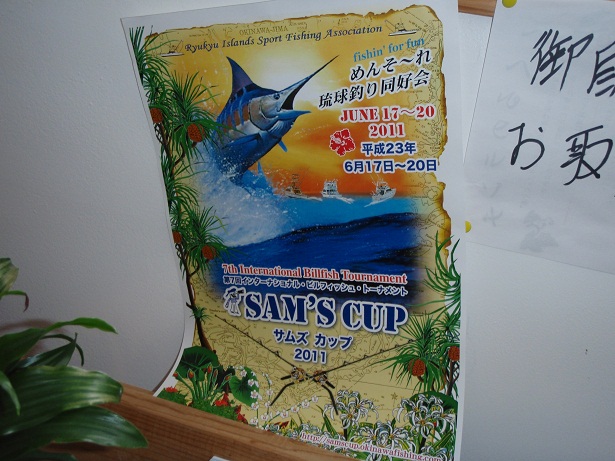 OKINAWA-JIMA
Ryukyu Islands Sport Fishing Association
fishin' for fun
めんそ〜れ
琉球釣り同好会
JUNE 17〜20
2011
平成23年
6月17日〜20日
7th International Billfish Tournament
第7回インターナショナル・ビルフィッシュ・トーナメント
SAM'S CUP
サムズ カップ
2011
http://samscup.okinawafishing.com
御
お